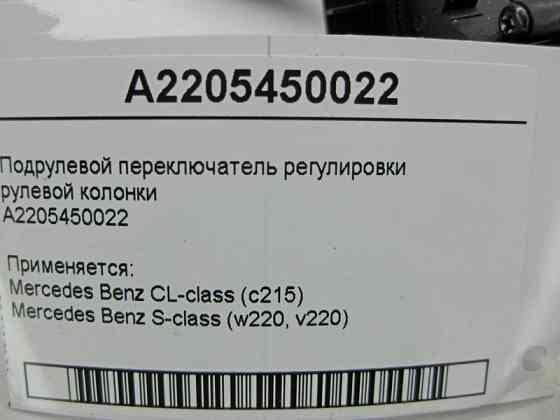 A2205450022
Подрулевой переключатель регулировки
рулевой колонки
A2205450022
Применяется:
Mercedes Benz CL-class (c215)
Mercedes Benz S-class (w220, v220)